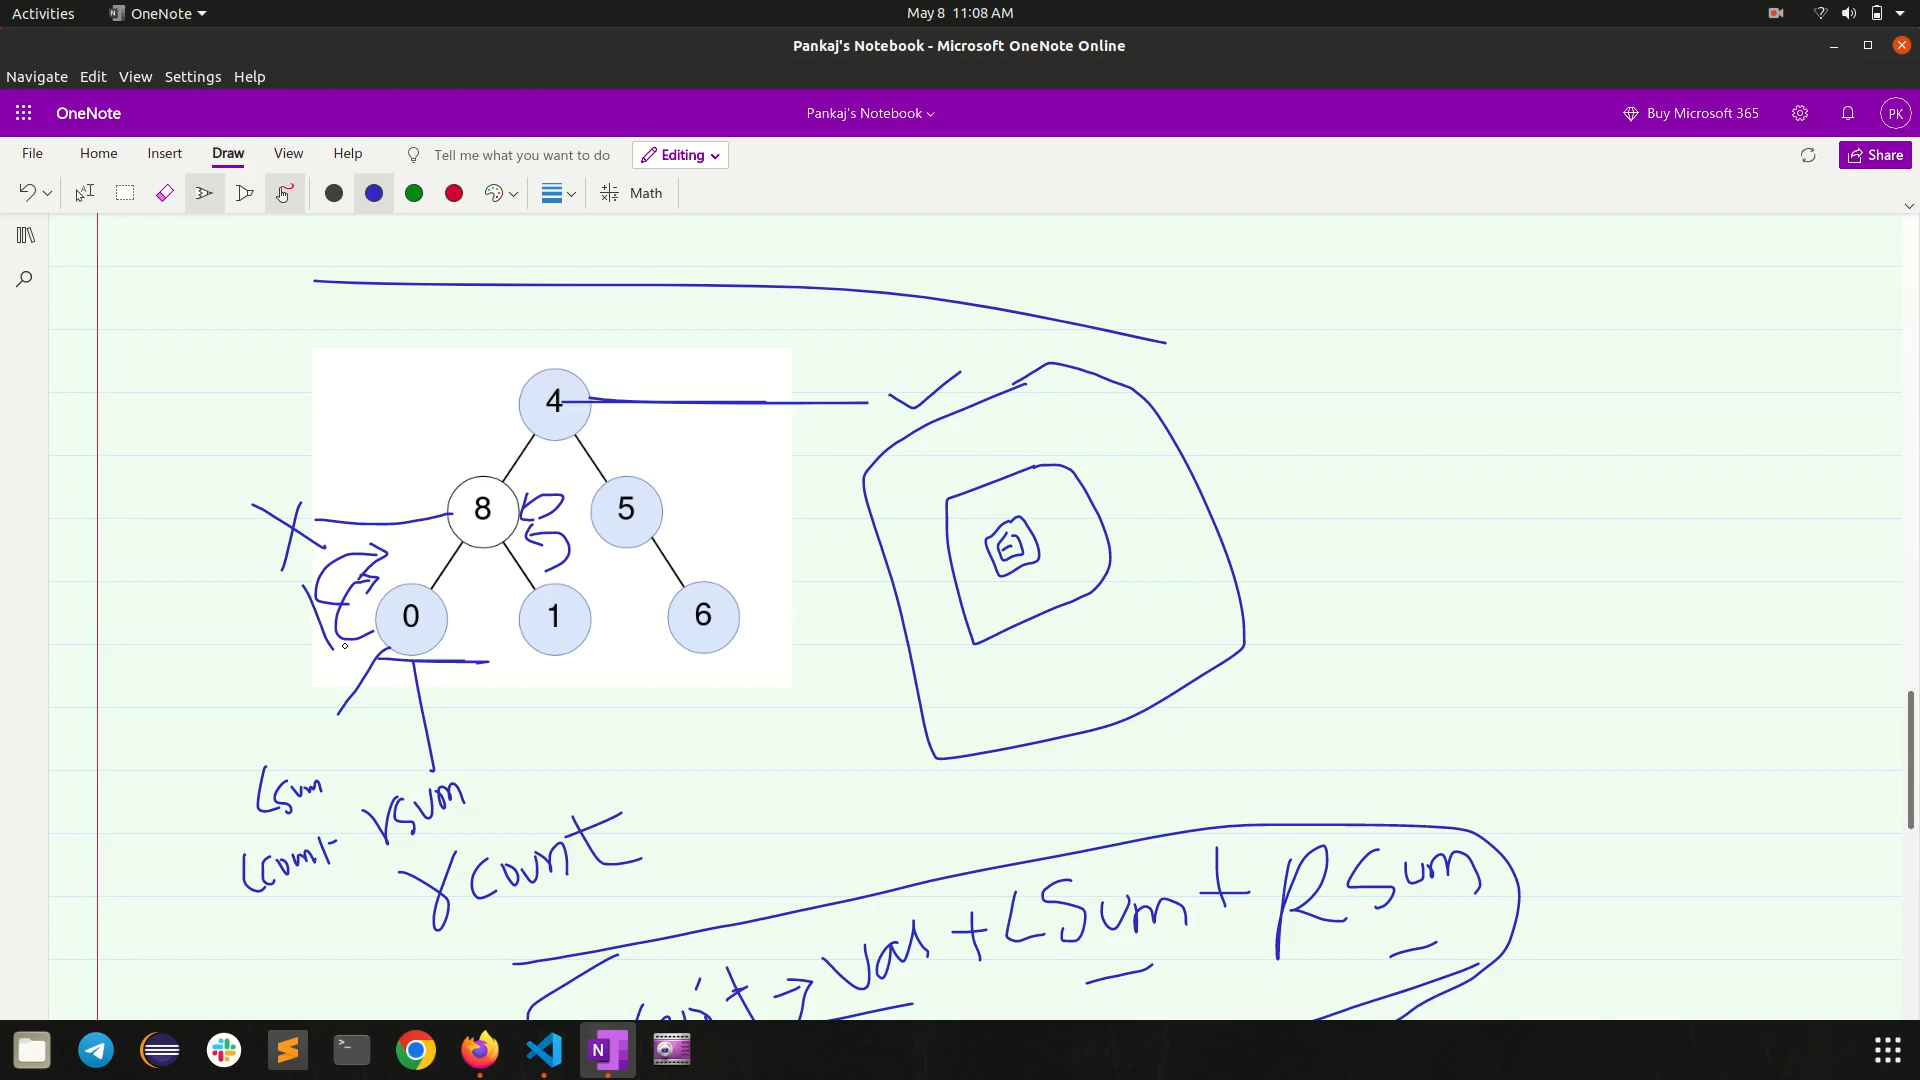 Activities OneNote May 8 11:08 AM
Pankaj's Notebook - Microsoft OneNote Online
Navigate Edit View Settings Help
OneNote Pankaj's Notebook Buy Microsoft 365 PK
File Home Insert Draw View Help Tell me what you want to do Editing Share
Math
4
8 5
0 1 6
X
Lsum
rsum
Lcount
rcount
val + LSum + RSum